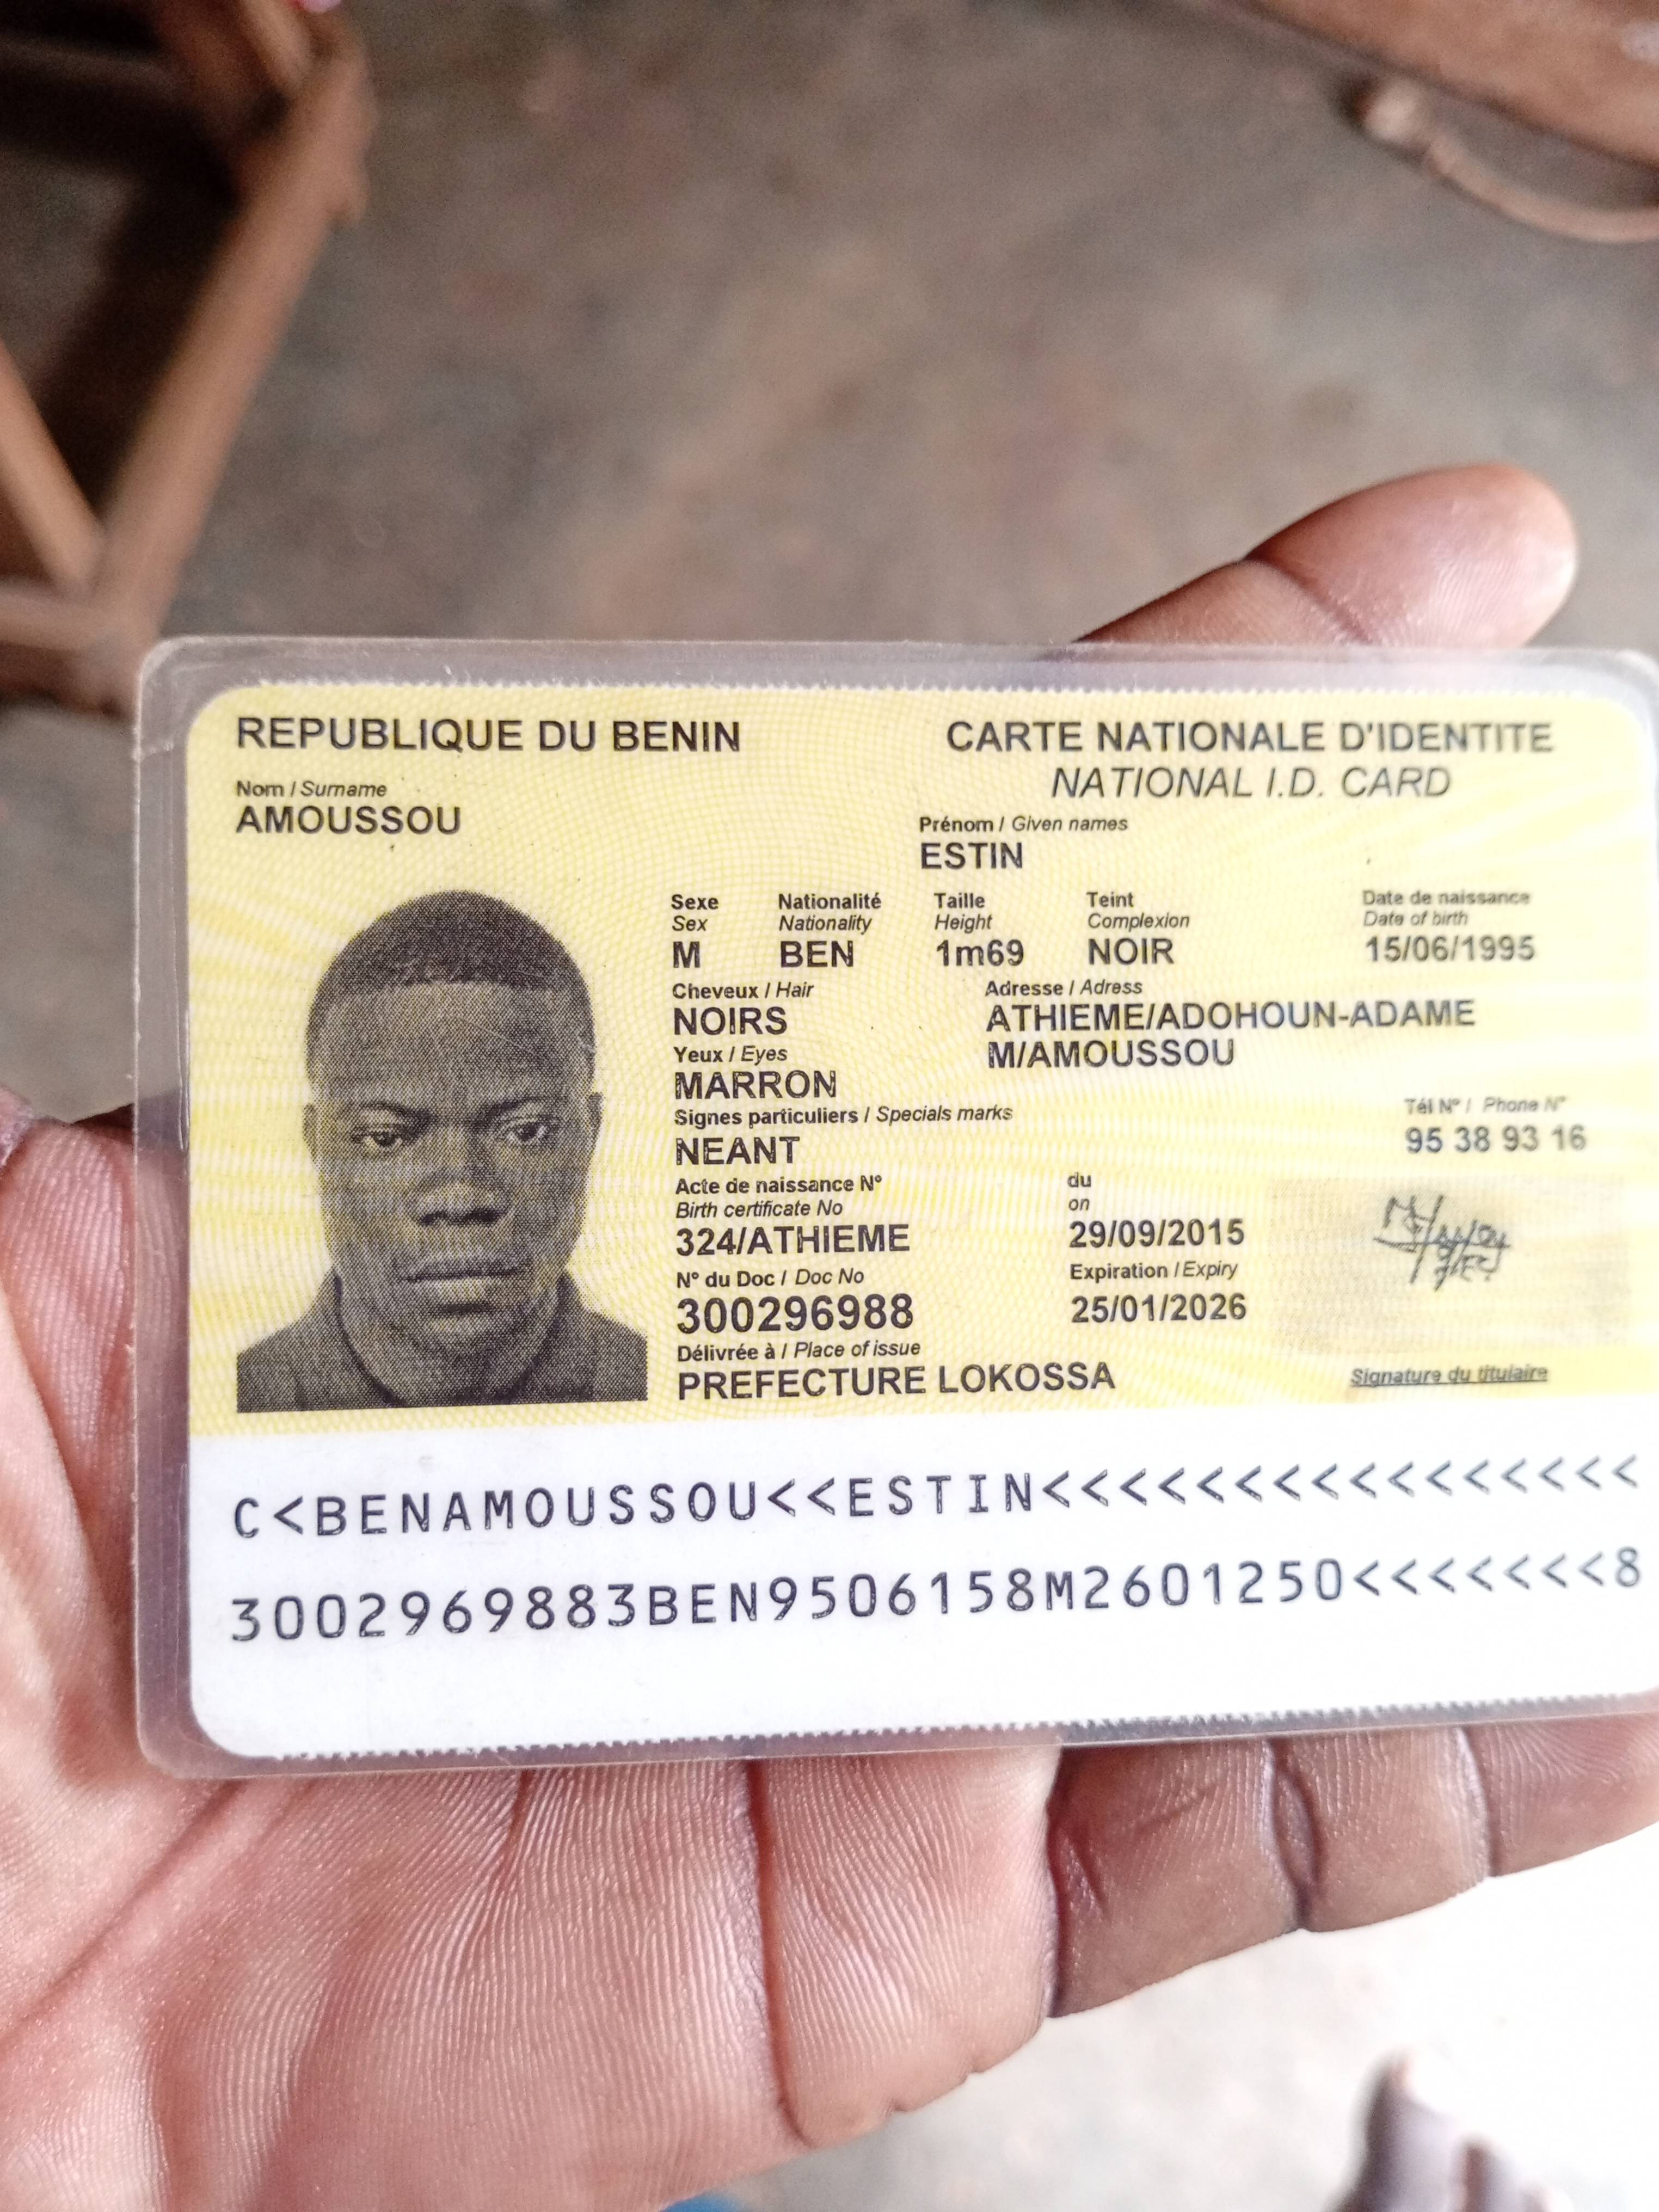 REPUBLIQUE DU BENIN
CARTE NATIONALE D'IDENTITE
NATIONAL I.D. CARD
Nom / Surname
AMOUSSOU
Prénom / Given names
ESTIN
Sexe Nationalité Taille Teint Date de naissance
Sex Nationality Height Complexion Date of birth
M BEN 1m69 NOIR 15/06/1995
Cheveux / Hair Adresse / Adress
NOIRS ATHIEME/ADOHOUN-ADAME
Yeux / Eyes M/AMOUSSOU
MARRON
Signes particuliers / Specials marks Tél N° / Phone N°
NEANT 95 38 93 16
Acte de naissance N° du
Birth certificate No on
324/ATHIEME 29/09/2015
N° du Doc / Doc No Expiration / Expiry
300296988 25/01/2026
Délivrée à / Place of issue
PREFECTURE LOKOSSA
Signature du titulaire
C<BENAMOUSSOU<<ESTIN<<<<<<<<<<<<<<<<
3002969883BEN9506158M2601250<<<<<<<8